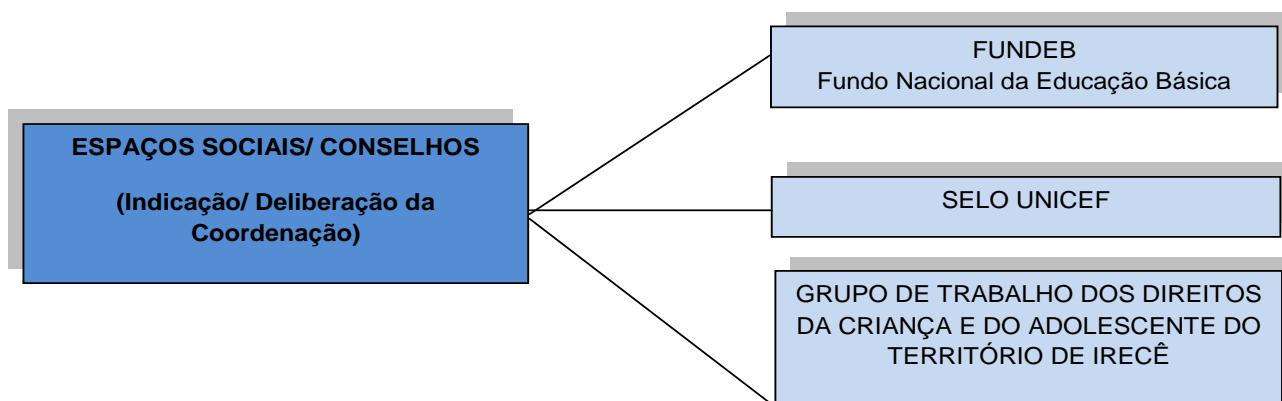 ESPAÇOS SOCIAIS/ CONSELHOS
(Indicação/ Deliberação da
Coordenação)
FUNDEB
Fundo Nacional da Educação Básica
SELO UNICEF
GRUPO DE TRABALHO DOS DIREITOS
DA CRIANÇA E DO ADOLESCENTE DO
TERRITÓRIO DE IRECÊ